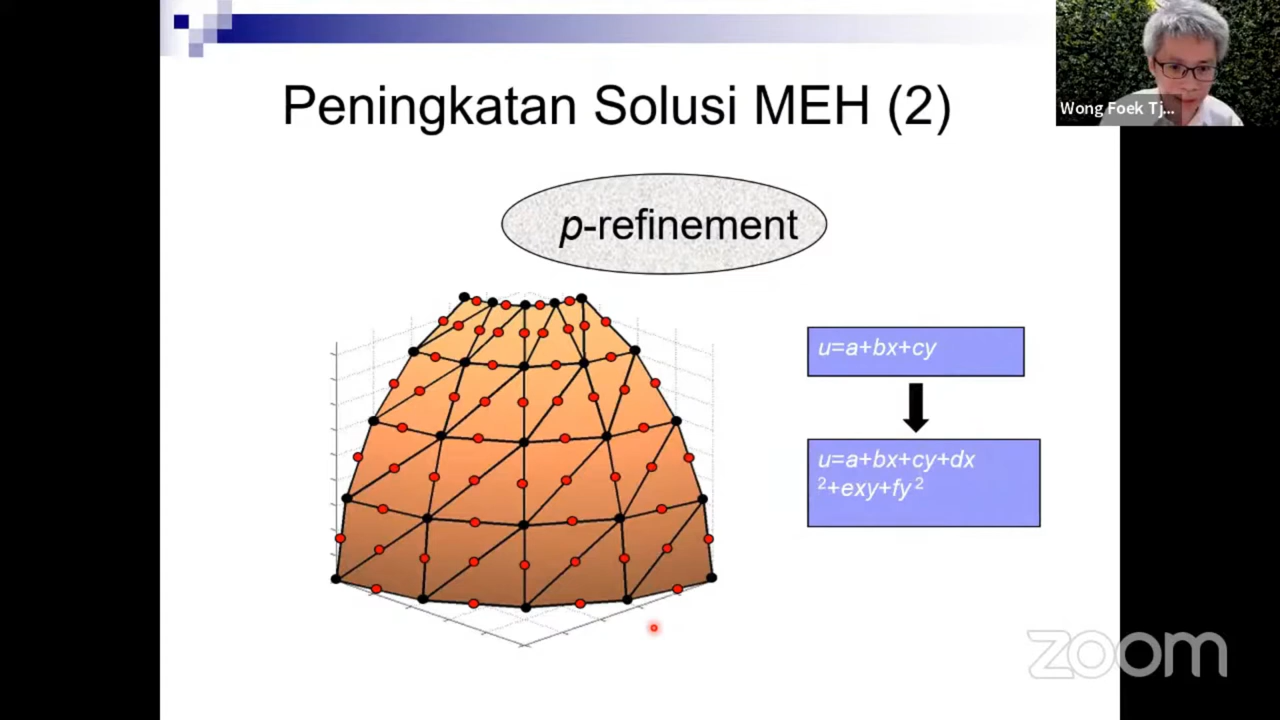 Peningkatan Solusi MEH (2)
Wong Foek Tj...
p-refinement
u=a+bx+cy
u=a+bx+cy+dx
²+exy+fy²
zoom